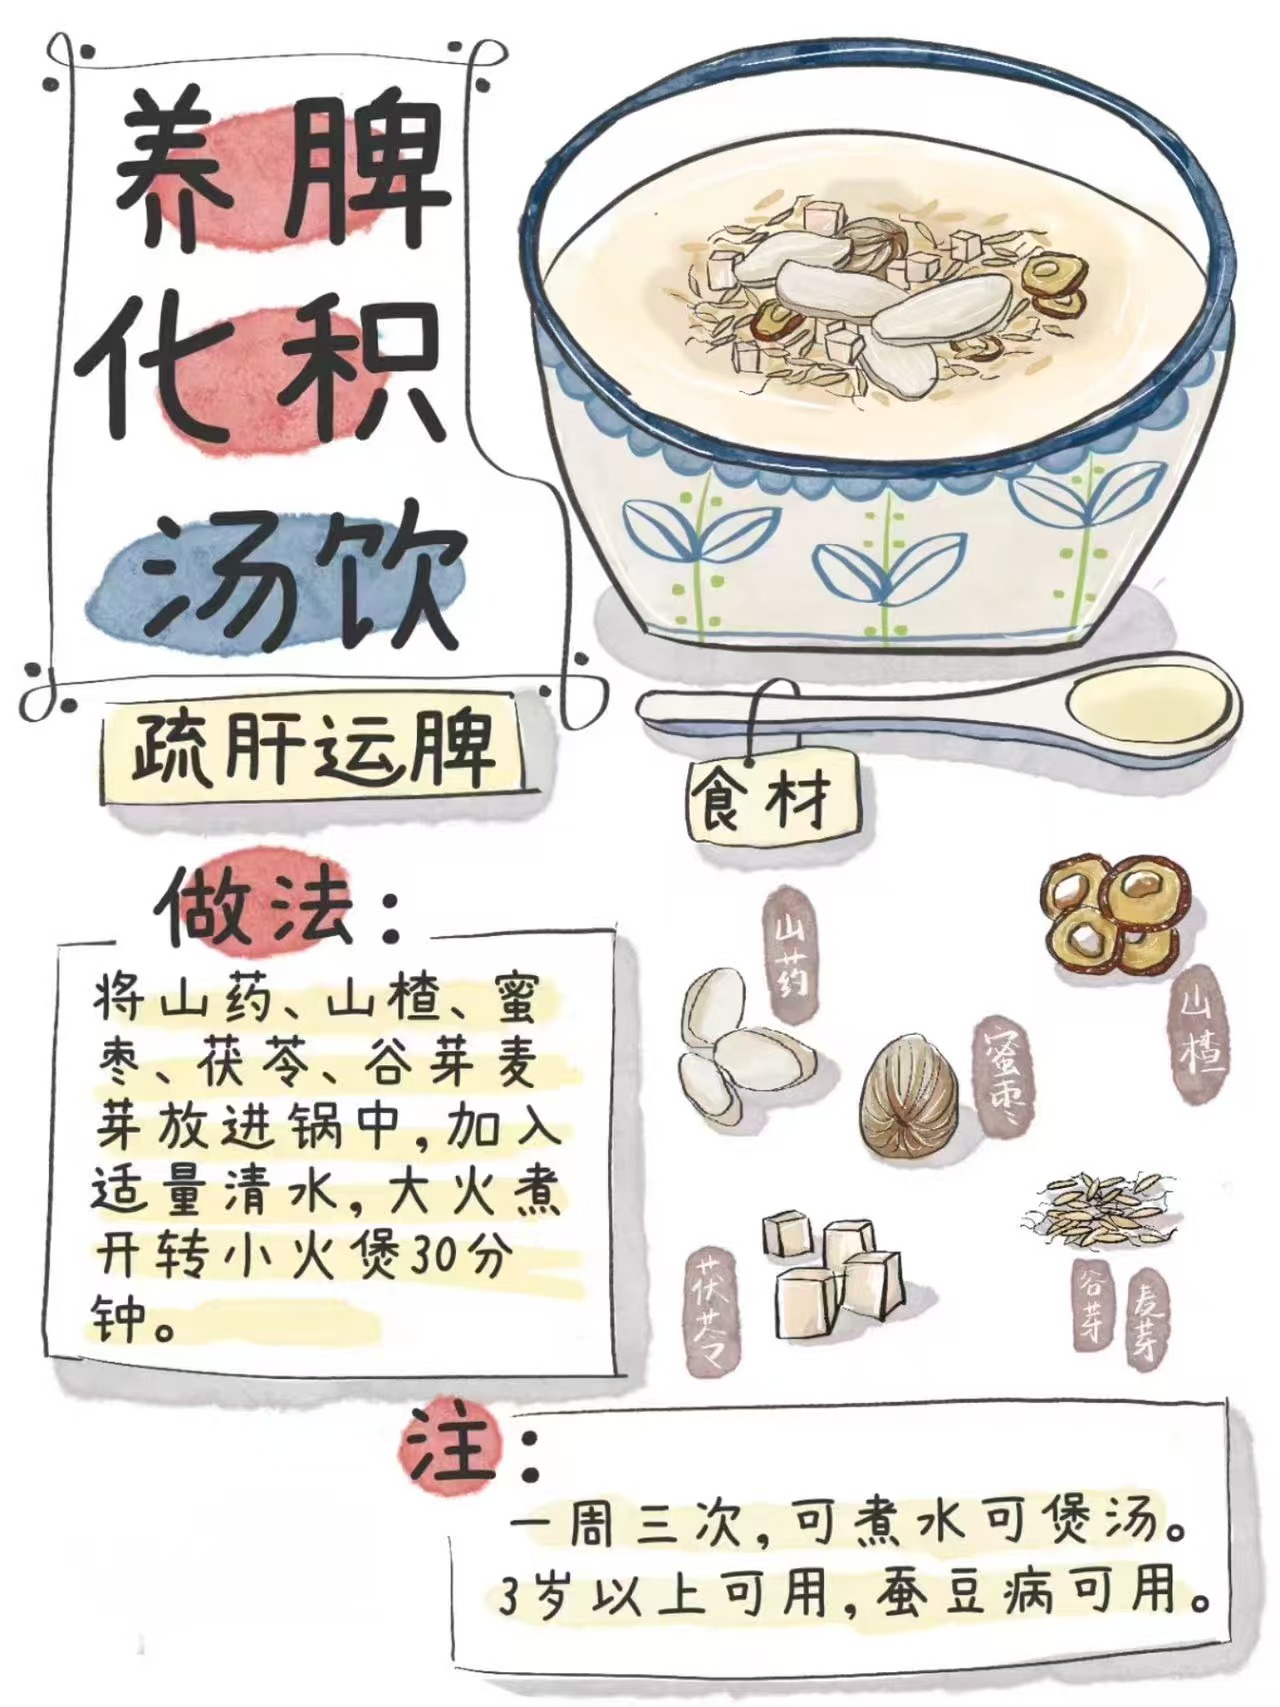 养脾
化积
汤饮
疏肝运脾
食材
山药
山楂
蜜枣
茯苓
谷芽
麦芽
做法：
将山药、山楂、蜜
枣、茯苓、谷芽麦
芽放进锅中，加入
适量清水，大火煮
开转小火煲30分
钟。
注：
一周三次，可煮水可煲汤。
3岁以上可用，蚕豆病可用。